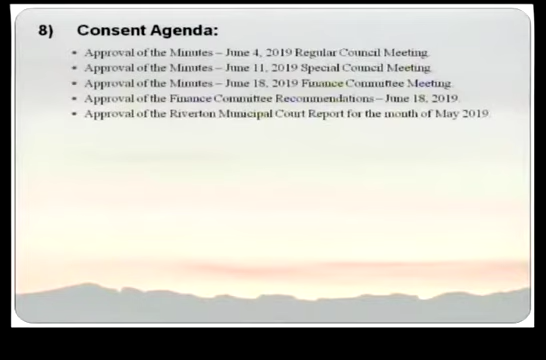 8) Consent Agenda:
• Approval of the Minutes – June 4, 2019 Regular Council Meeting.
• Approval of the Minutes – June 11, 2019 Special Council Meeting.
• Approval of the Minutes – June 18, 2019 Finance Committee Meeting.
• Approval of the Finance Committee Recommendations – June 18, 2019.
• Approval of the Riverton Municipal Court Report for the month of May 2019.